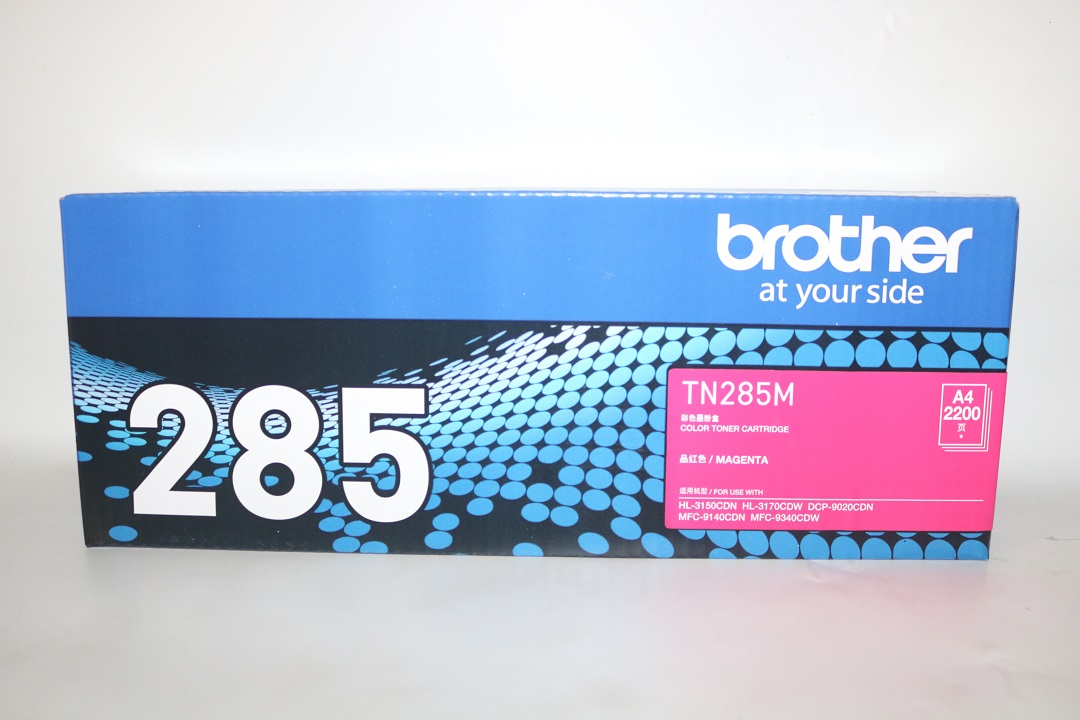 brother
at your side
285
TN285M
彩色墨粉盒
COLOR TONER CARTRIDGE
品红色 / MAGENTA
A4
2200
页
*
适用机型 / FOR USE WITH
HL-3150CDN HL-3170CDW DCP-9020CDN
MFC-9140CDN MFC-9340CDW